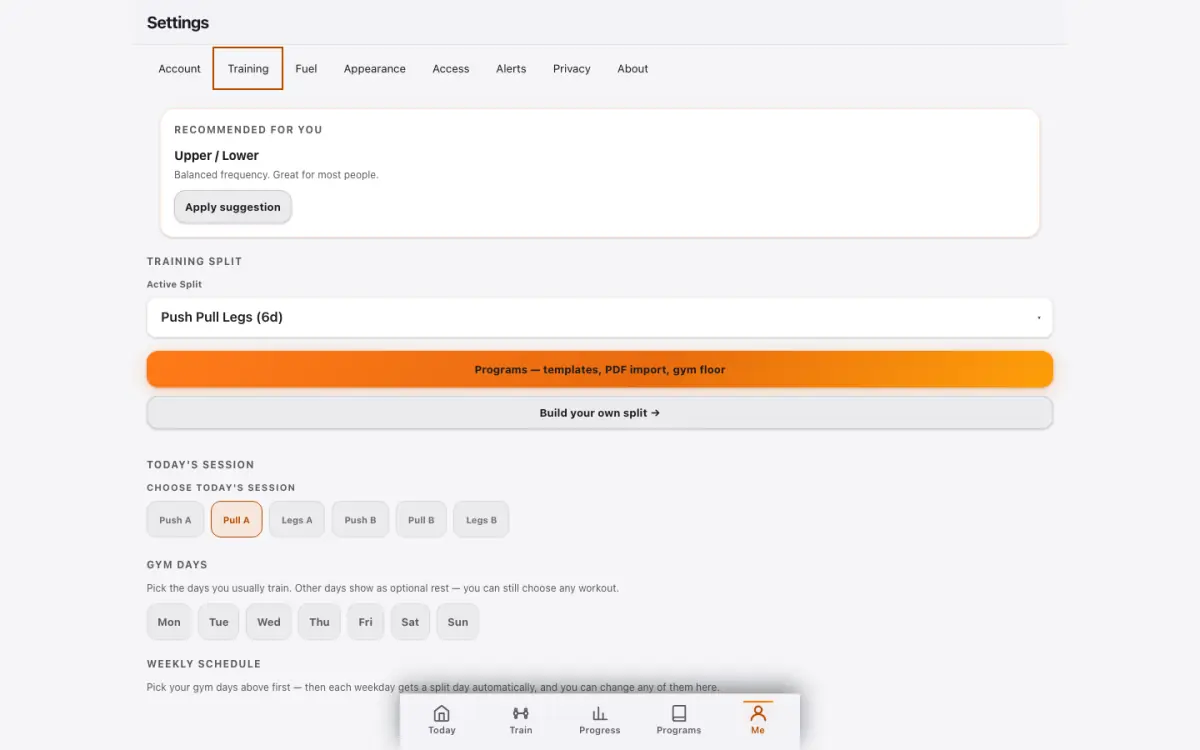 Settings
Account Training Fuel Appearance Access Alerts Privacy About
RECOMMENDED FOR YOU
Upper / Lower
Balanced frequency. Great for most people.
Apply suggestion
TRAINING SPLIT
Active Split
Push Pull Legs (6d)
Programs — templates, PDF import, gym floor
Build your own split →
TODAY'S SESSION
CHOOSE TODAY'S SESSION
Push A Pull A Legs A Push B Pull B Legs B
GYM DAYS
Pick the days you usually train. Other days show as optional rest — you can still choose any workout.
Mon Tue Wed Thu Fri Sat Sun
WEEKLY SCHEDULE
Pick your gym days above first — then each weekday gets a split day automatically, and you can change any of them here.
Today Train Progress Programs Me